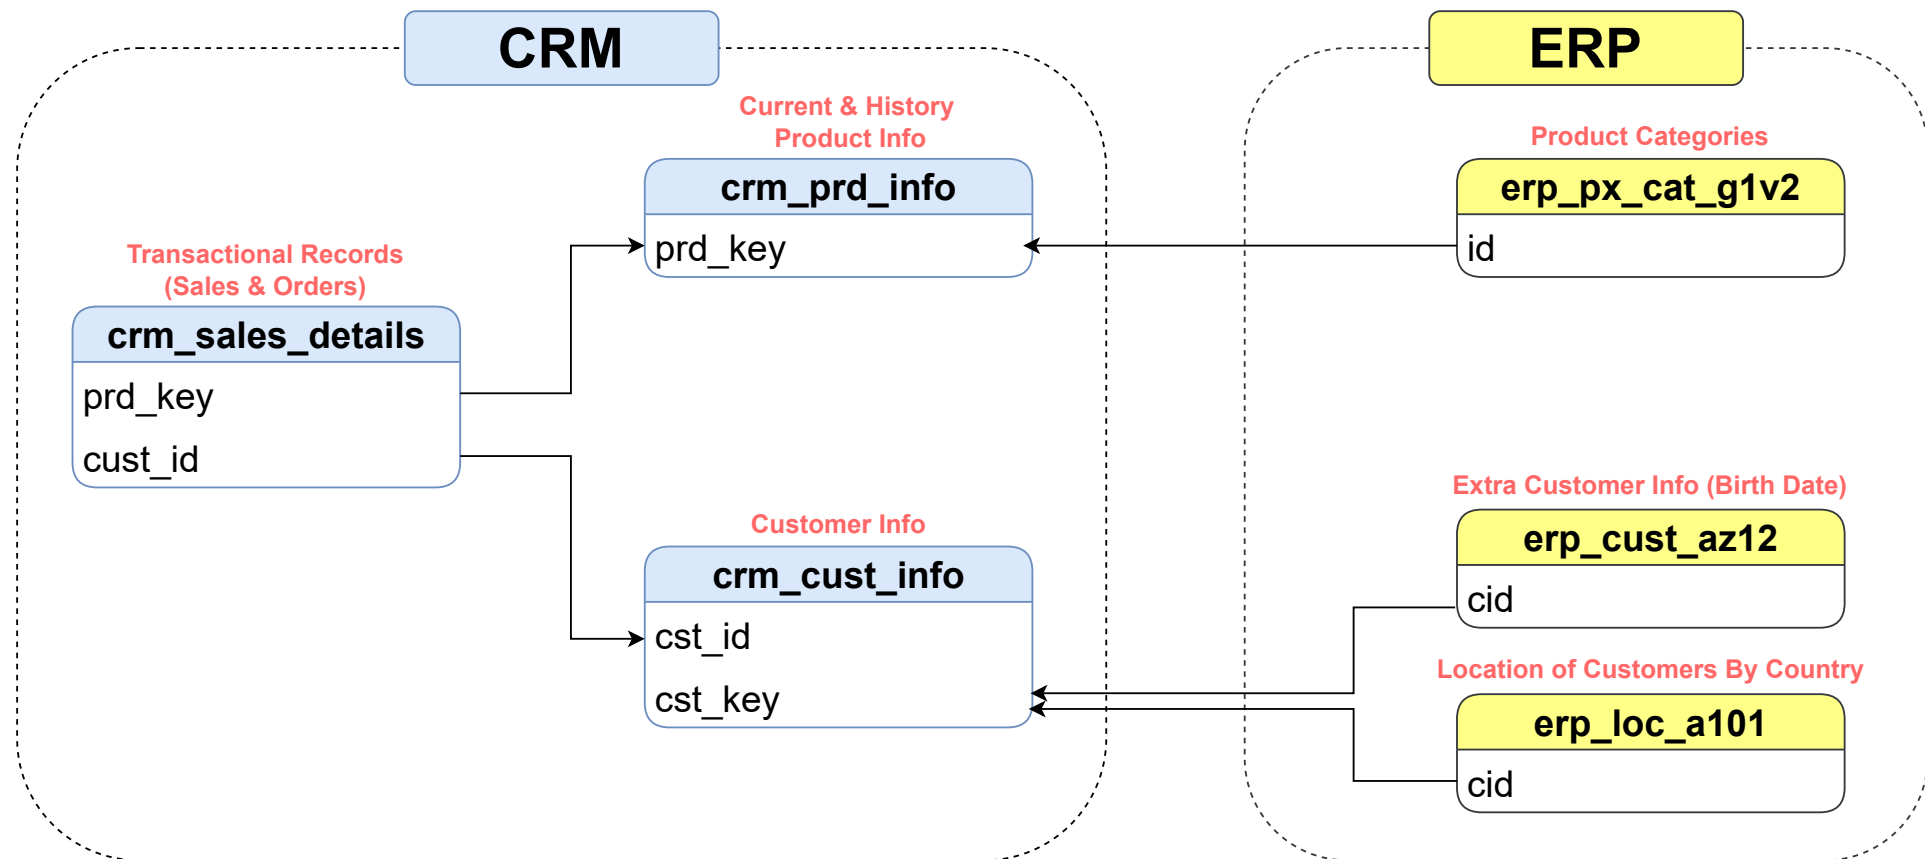 CRM
ERP
Current & History
Product Info
Product Categories
crm_prd_info
prd_key
erp_px_cat_g1v2
id
Transactional Records
(Sales & Orders)
crm_sales_details
prd_key
cust_id
Customer Info
crm_cust_info
cst_id
cst_key
Extra Customer Info (Birth Date)
erp_cust_az12
cid
Location of Customers By Country
erp_loc_a101
cid